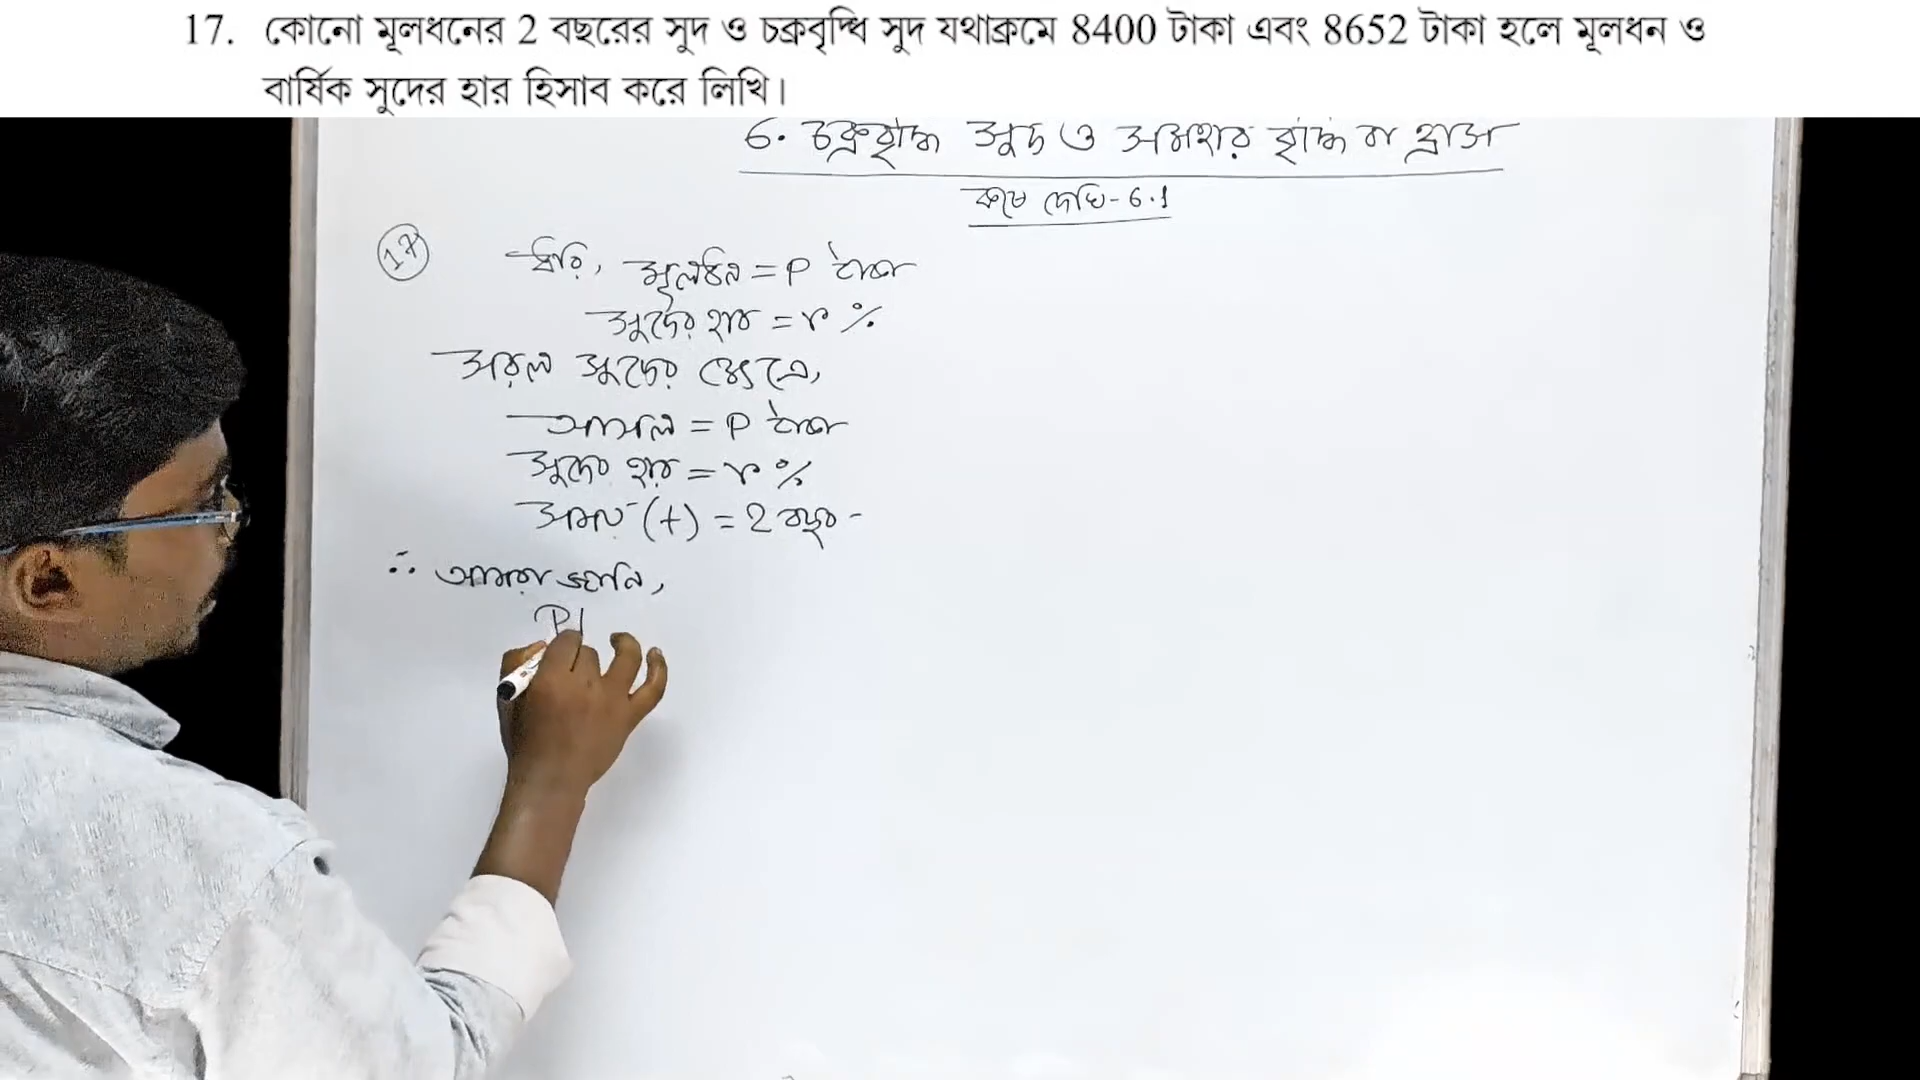 17. কোনো মূলধনের 2 বছরের সুদ ও চক্রবৃদ্ধি সুদ যথাক্রমে 8400 টাকা এবং 8652 টাকা হলে মূলধন ও
বার্ষিক সুদের হার হিসাব করে লিখি।
6. চক্রবৃদ্ধি সুদ ও সমহার বৃদ্ধি বা হ্রাস
কষে দেখি - 6.1
17 ধরি, মূলধন = P টাকা
সুদের হার = r %
সরল সুদের ক্ষেত্রে,
আসল = P টাকা
সুদের হার = r %
সময় (t) = 2 বছর
∴ আমরা জানি,
P